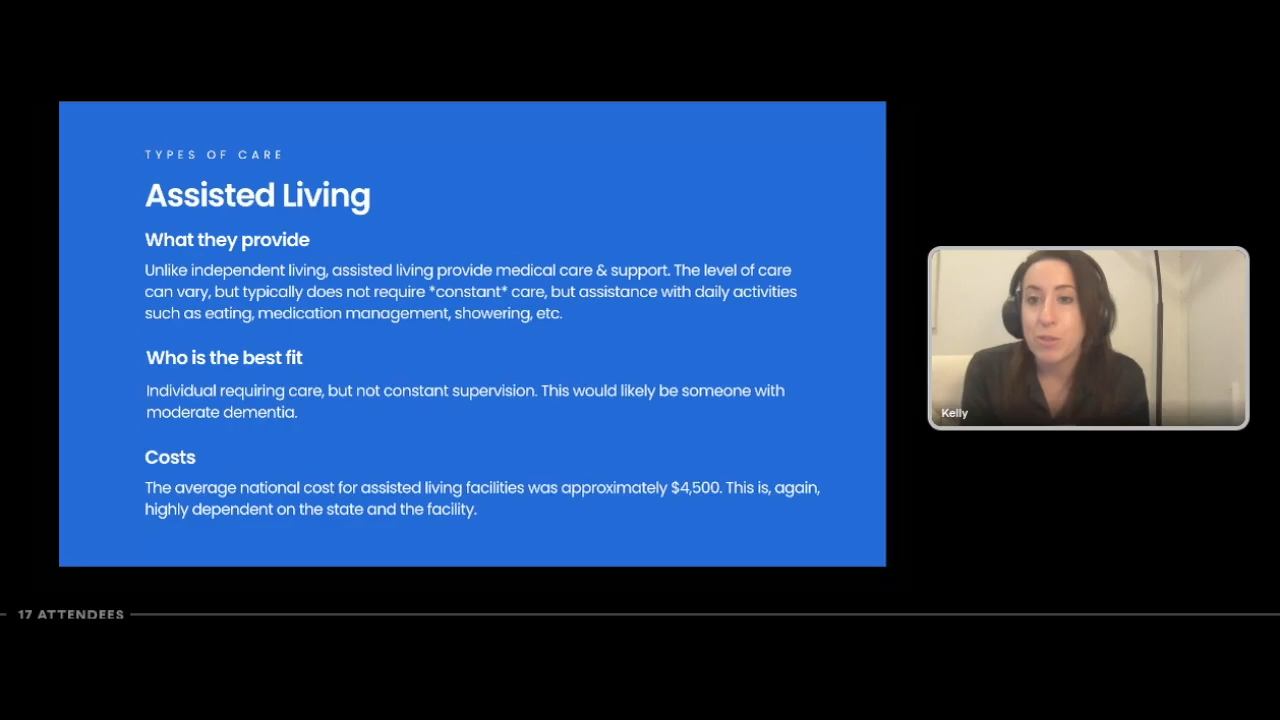 TYPES OF CARE
Assisted Living
What they provide
Unlike independent living, assisted living provide medical care & support. The level of care
can vary, but typically does not require *constant* care, but assistance with daily activities
such as eating, medication management, showering, etc.
Who is the best fit
Individual requiring care, but not constant supervision. This would likely be someone with
moderate dementia.
Costs
The average national cost for assisted living facilities was approximately $4,500. This is, again,
highly dependent on the state and the facility.
Kelly
17 ATTENDEES